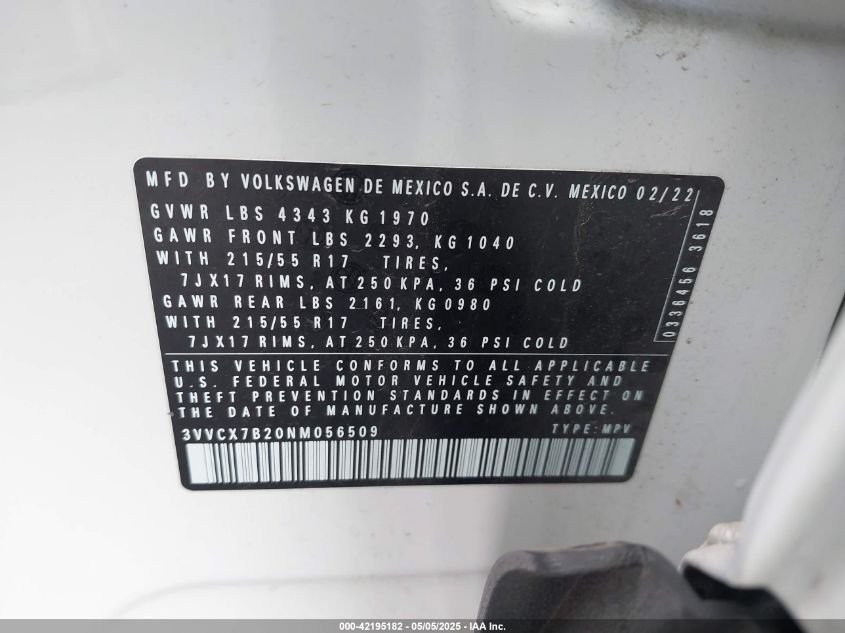 MFD BY VOLKSWAGEN DE MEXICO S.A. DE C.V. MEXICO 02/22
GVWR LBS 4343 KG 1970
GAWR FRONT LBS 2293, KG 1040
WITH 215/55 R17 TIRES,
7JX17 RIMS, AT 250 KPA, 36 PSI COLD
GAWR REAR LBS 2161, KG 0980
WITH 215/55 R17 TIRES,
7JX17 RIMS, AT 250 KPA, 36 PSI COLD
0336456 3618
THIS VEHICLE CONFORMS TO ALL APPLICABLE
U.S. FEDERAL MOTOR VEHICLE SAFETY AND
THEFT PREVENTION STANDARDS IN EFFECT ON
THE DATE OF MANUFACTURE SHOWN ABOVE.
3VVCX7B20NM056509 TYPE: MPV
000-42195182 - 05/05/2025 - IAA Inc.